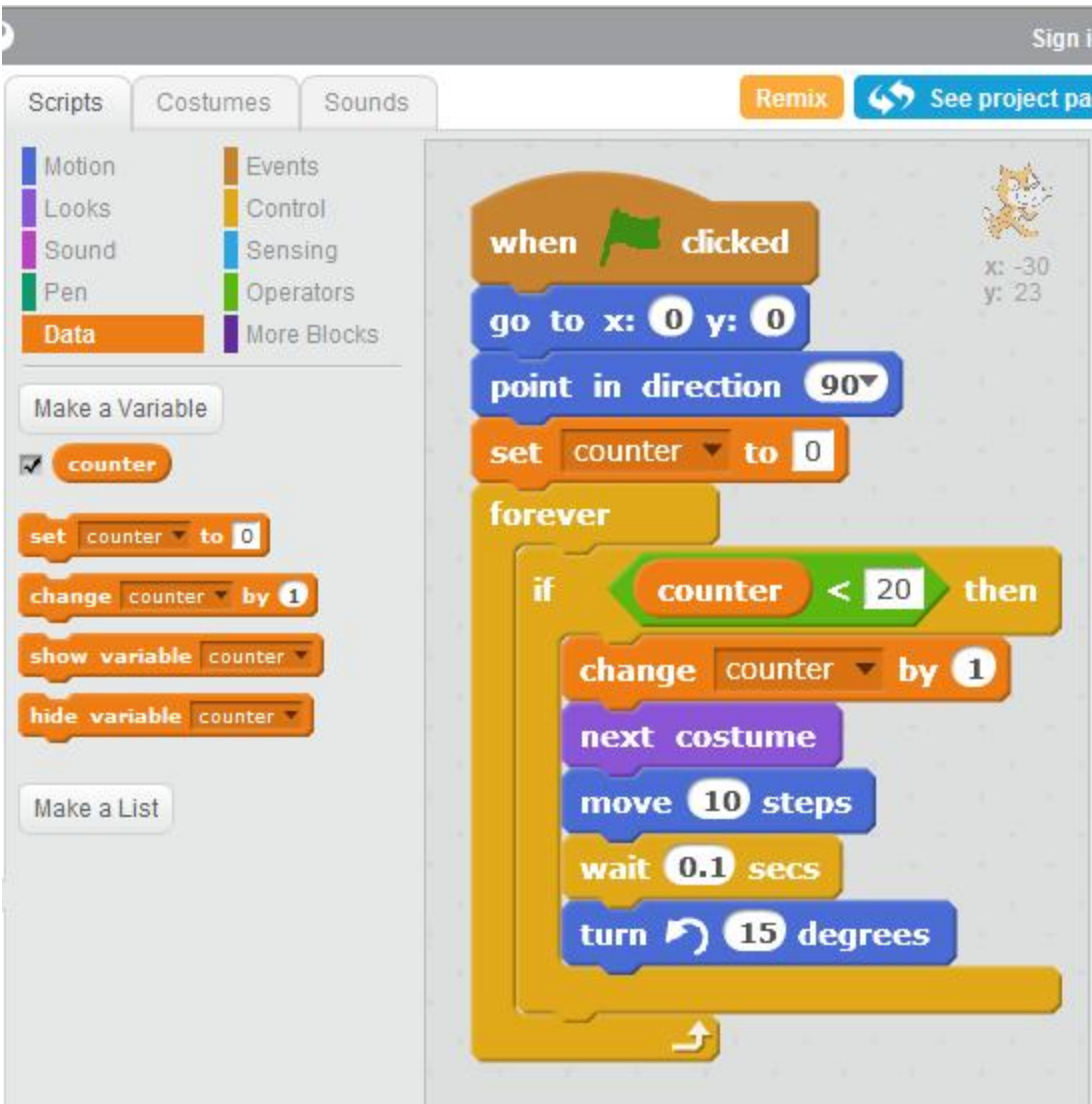 Sign i
Scripts Costumes Sounds
Remix See project pa
Motion Events
Looks Control
Sound Sensing
Pen Operators
Data More Blocks
Make a Variable
counter
set counter to 0
change counter by 1
show variable counter
hide variable counter
Make a List
when clicked
go to x: 0 y: 0
point in direction 90
set counter to 0
forever
if counter < 20 then
change counter by 1
next costume
move 10 steps
wait 0.1 secs
turn 15 degrees
x: -30
y: 23